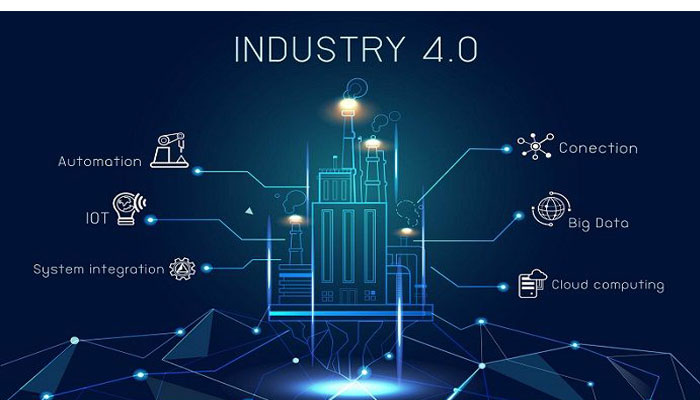 INDUSTRY 4.0
Automation
IOT
System integration
Conection
Big Data
Cloud computing